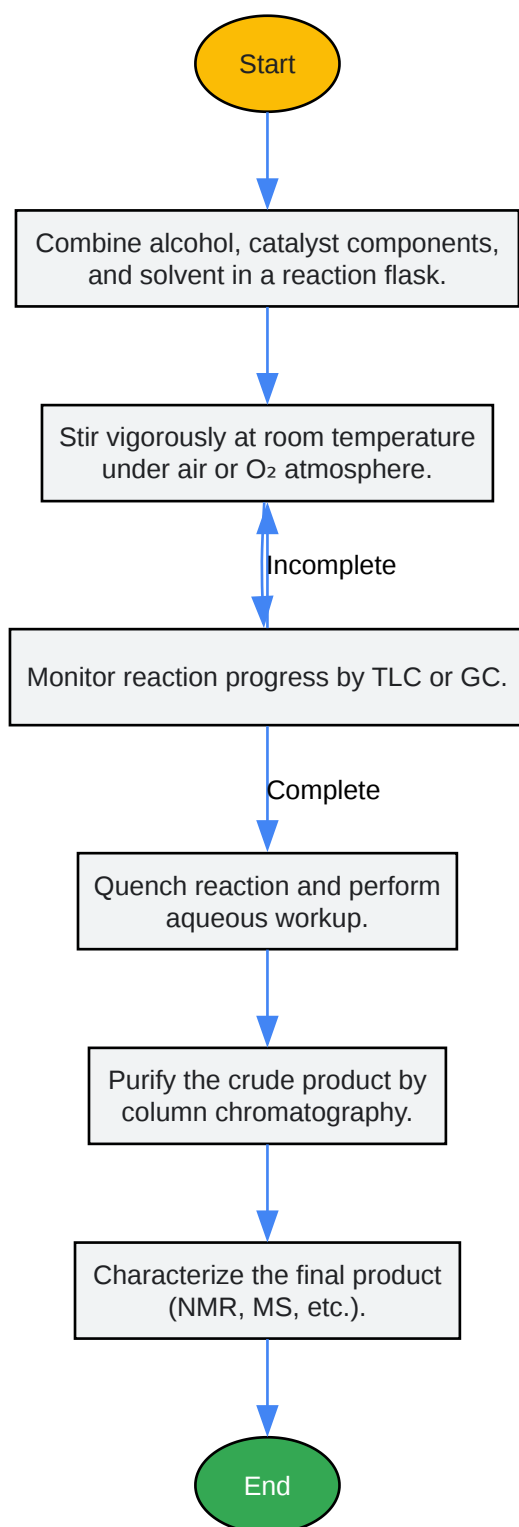 Start
Combine alcohol, catalyst components,
and solvent in a reaction flask.
Stir vigorously at room temperature
under air or O₂ atmosphere.
Incomplete
Monitor reaction progress by TLC or GC.
Complete
Quench reaction and perform
aqueous workup.
Purify the crude product by
column chromatography.
Characterize the final product
(NMR, MS, etc.).
End